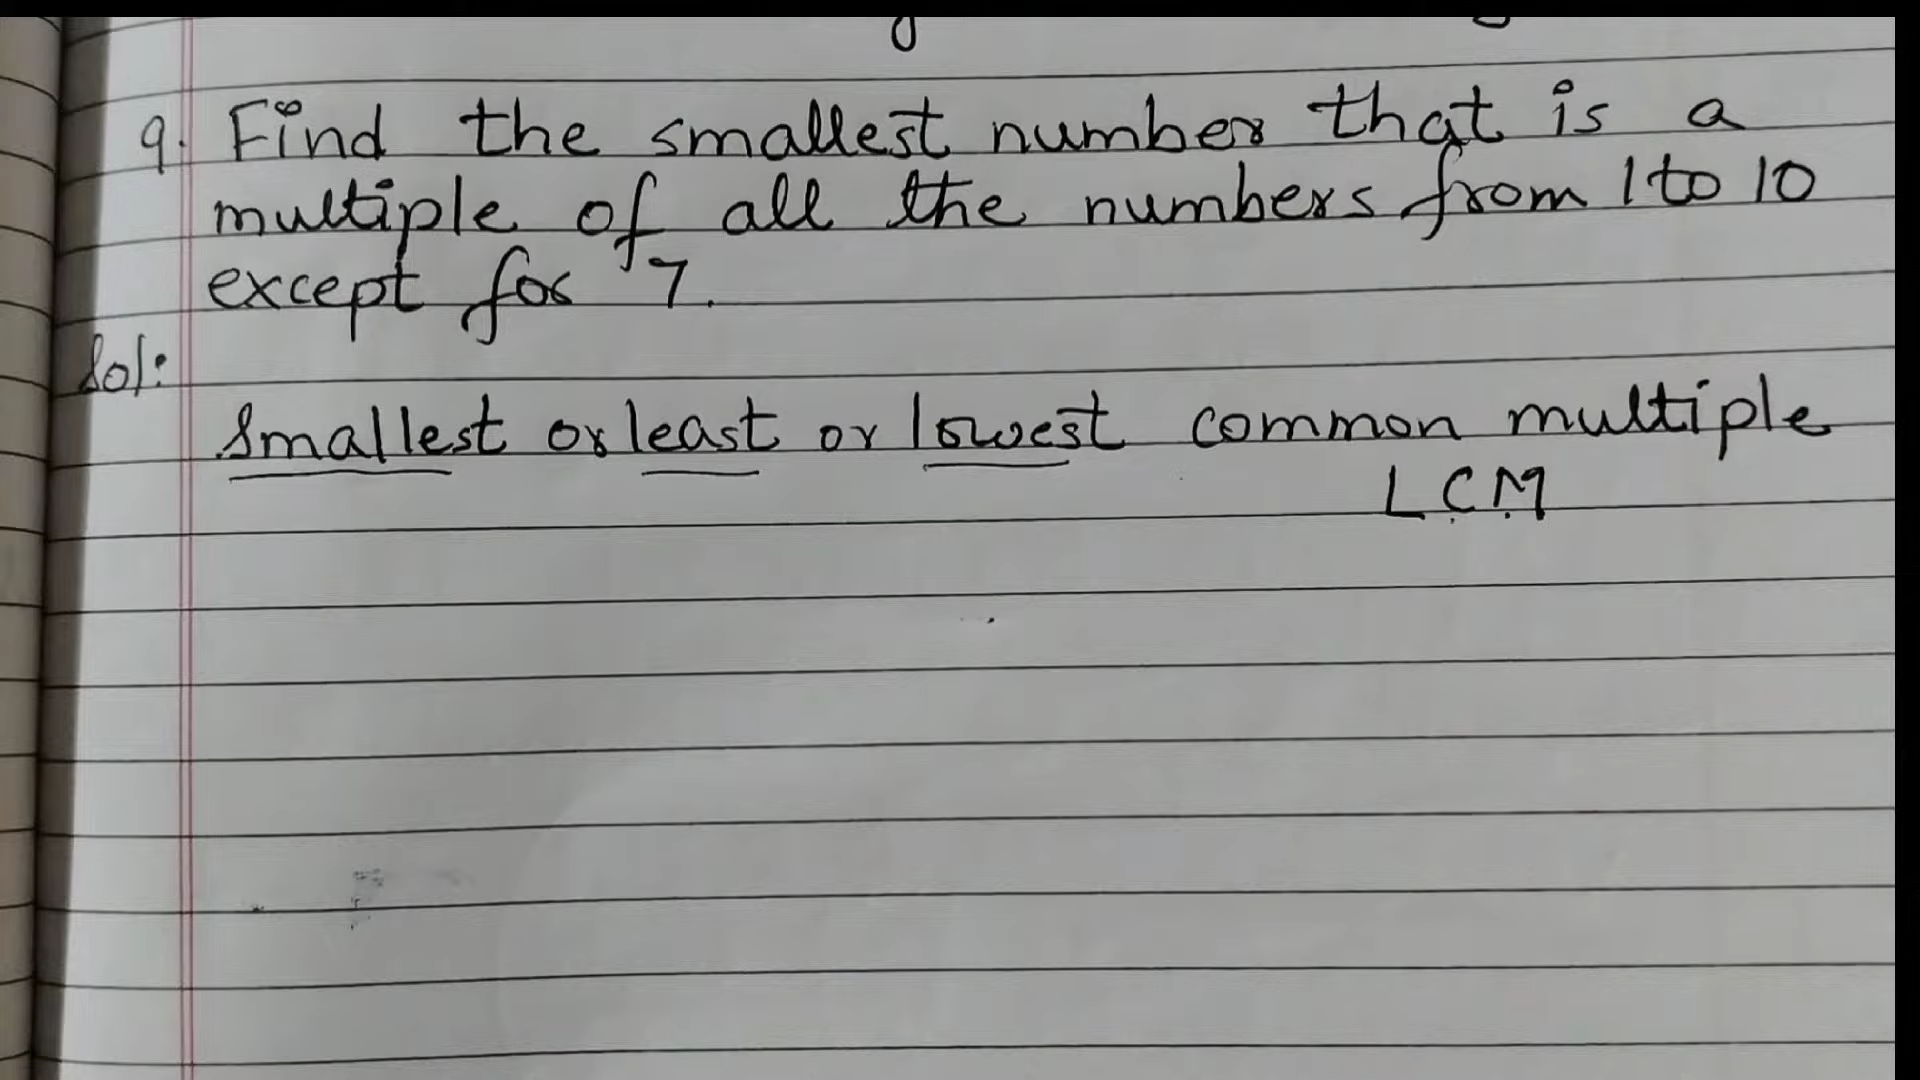 9. Find the smallest number that is a
multiple of all the numbers from 1 to 10
except for 7.
Sol:
Smallest or least or lowest common multiple
LCM